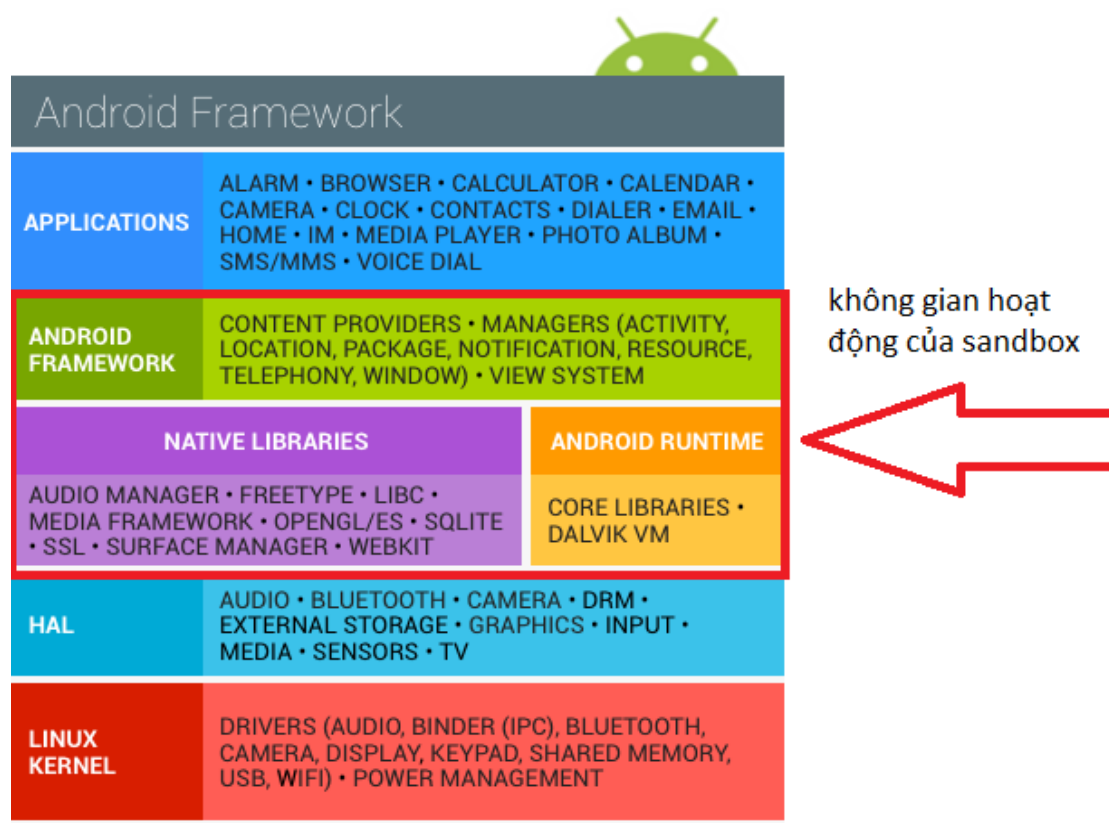 Android Framework
APPLICATIONS
ALARM • BROWSER • CALCULATOR • CALENDAR •
CAMERA • CLOCK • CONTACTS • DIALER • EMAIL •
HOME • IM • MEDIA PLAYER • PHOTO ALBUM •
SMS/MMS • VOICE DIAL
ANDROID
FRAMEWORK
CONTENT PROVIDERS • MANAGERS (ACTIVITY,
LOCATION, PACKAGE, NOTIFICATION, RESOURCE,
TELEPHONY, WINDOW) • VIEW SYSTEM
không gian hoạt
động của sandbox
NATIVE LIBRARIES
AUDIO MANAGER • FREETYPE • LIBC •
MEDIA FRAMEWORK • OPENGL/ES • SQLITE
• SSL • SURFACE MANAGER • WEBKIT
ANDROID RUNTIME
CORE LIBRARIES •
DALVIK VM
HAL
AUDIO • BLUETOOTH • CAMERA • DRM •
EXTERNAL STORAGE • GRAPHICS • INPUT •
MEDIA • SENSORS • TV
LINUX
KERNEL
DRIVERS (AUDIO, BINDER (IPC), BLUETOOTH,
CAMERA, DISPLAY, KEYPAD, SHARED MEMORY,
USB, WIFI) • POWER MANAGEMENT